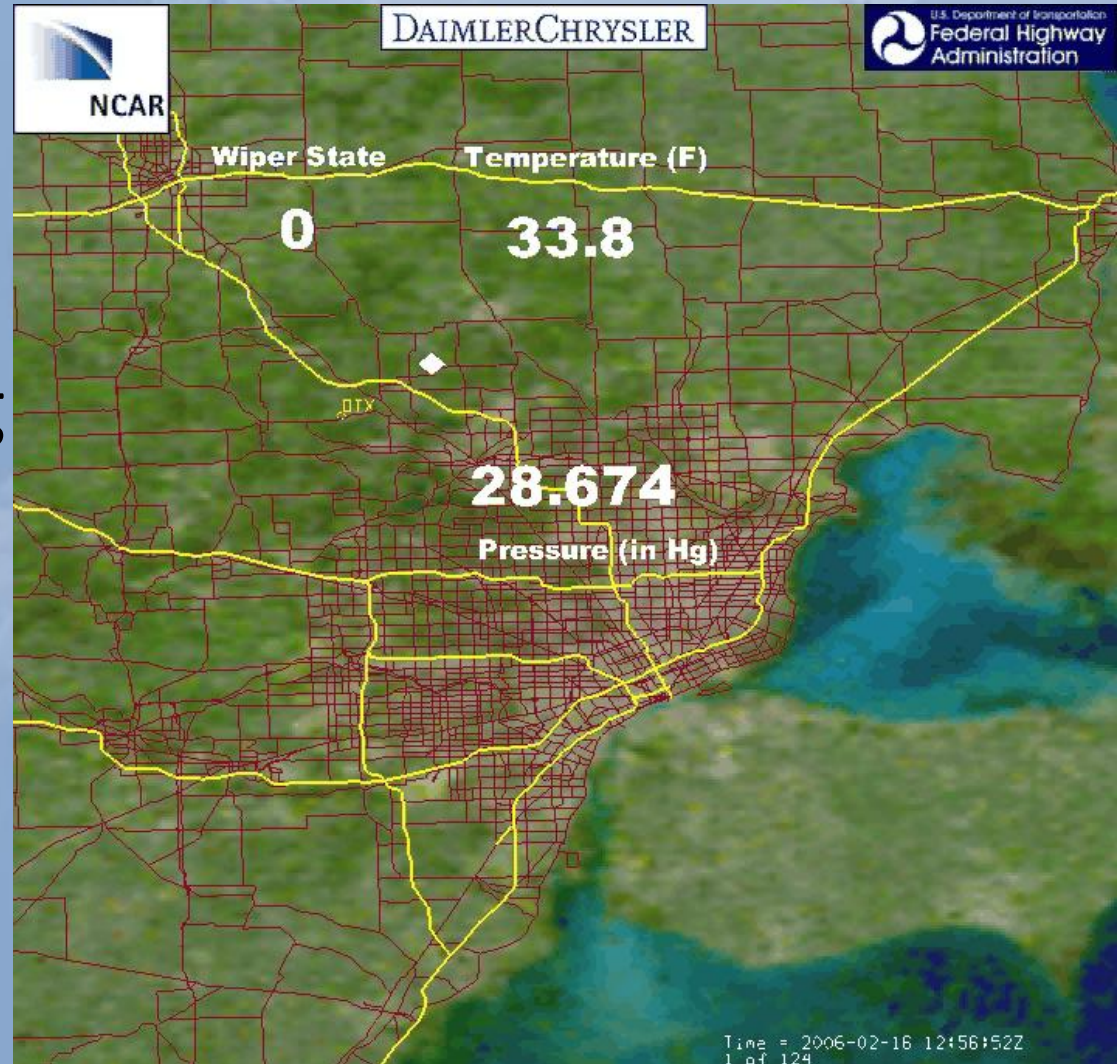 NCAR
DAIMLERCHRYSLER
U.S. Department of transportation
Federal Highway
Administration
Wiper State
Temperature (F)
0
33.8
DTX
28.674
Pressure (in Hg)
Time = 2006-02-16 12:56:52Z
1 of 124